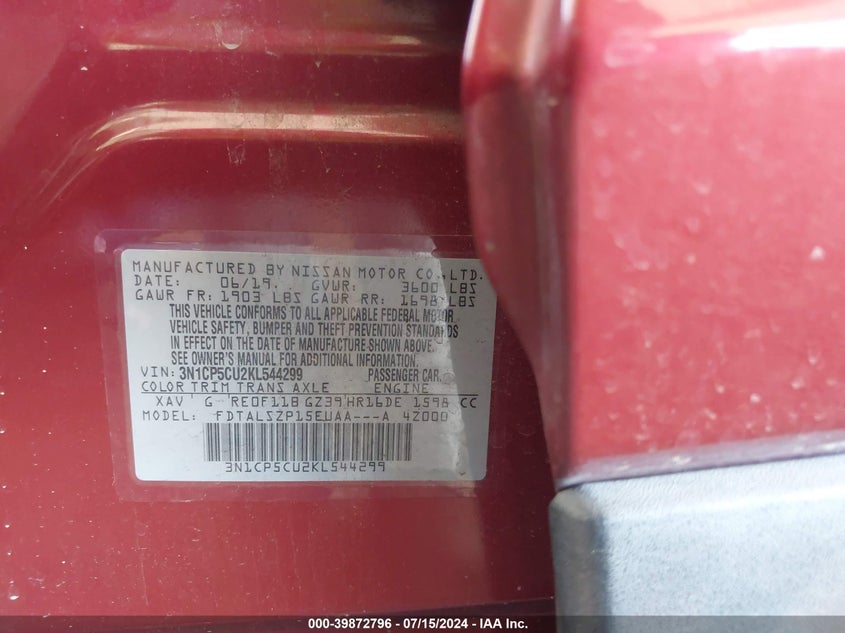 MANUFACTURED BY NISSAN MOTOR CO.,LTD.
DATE: 06/19. GVWR: 3600 LBS
GAWR FR: 1903 LBS GAWR RR: 1698 LBS
THIS VEHICLE CONFORMS TO ALL APPLICABLE FEDERAL MOTOR
VEHICLE SAFETY, BUMPER AND THEFT PREVENTION STANDARDS
IN EFFECT ON THE DATE OF MANUFACTURE SHOWN ABOVE.
SEE OWNER'S MANUAL FOR ADDITIONAL INFORMATION.
VIN: 3N1CP5CU2KL544299 PASSENGER CAR
COLOR TRIM TRANS AXLE ENGINE
XAV G RE0F11B GZ39 HR16DE 1598 CC
MODEL: FDTALSZP15EUAA---A 4Z000
3N1CP5CU2KL544299
000-39872796 - 07/15/2024 - IAA Inc.